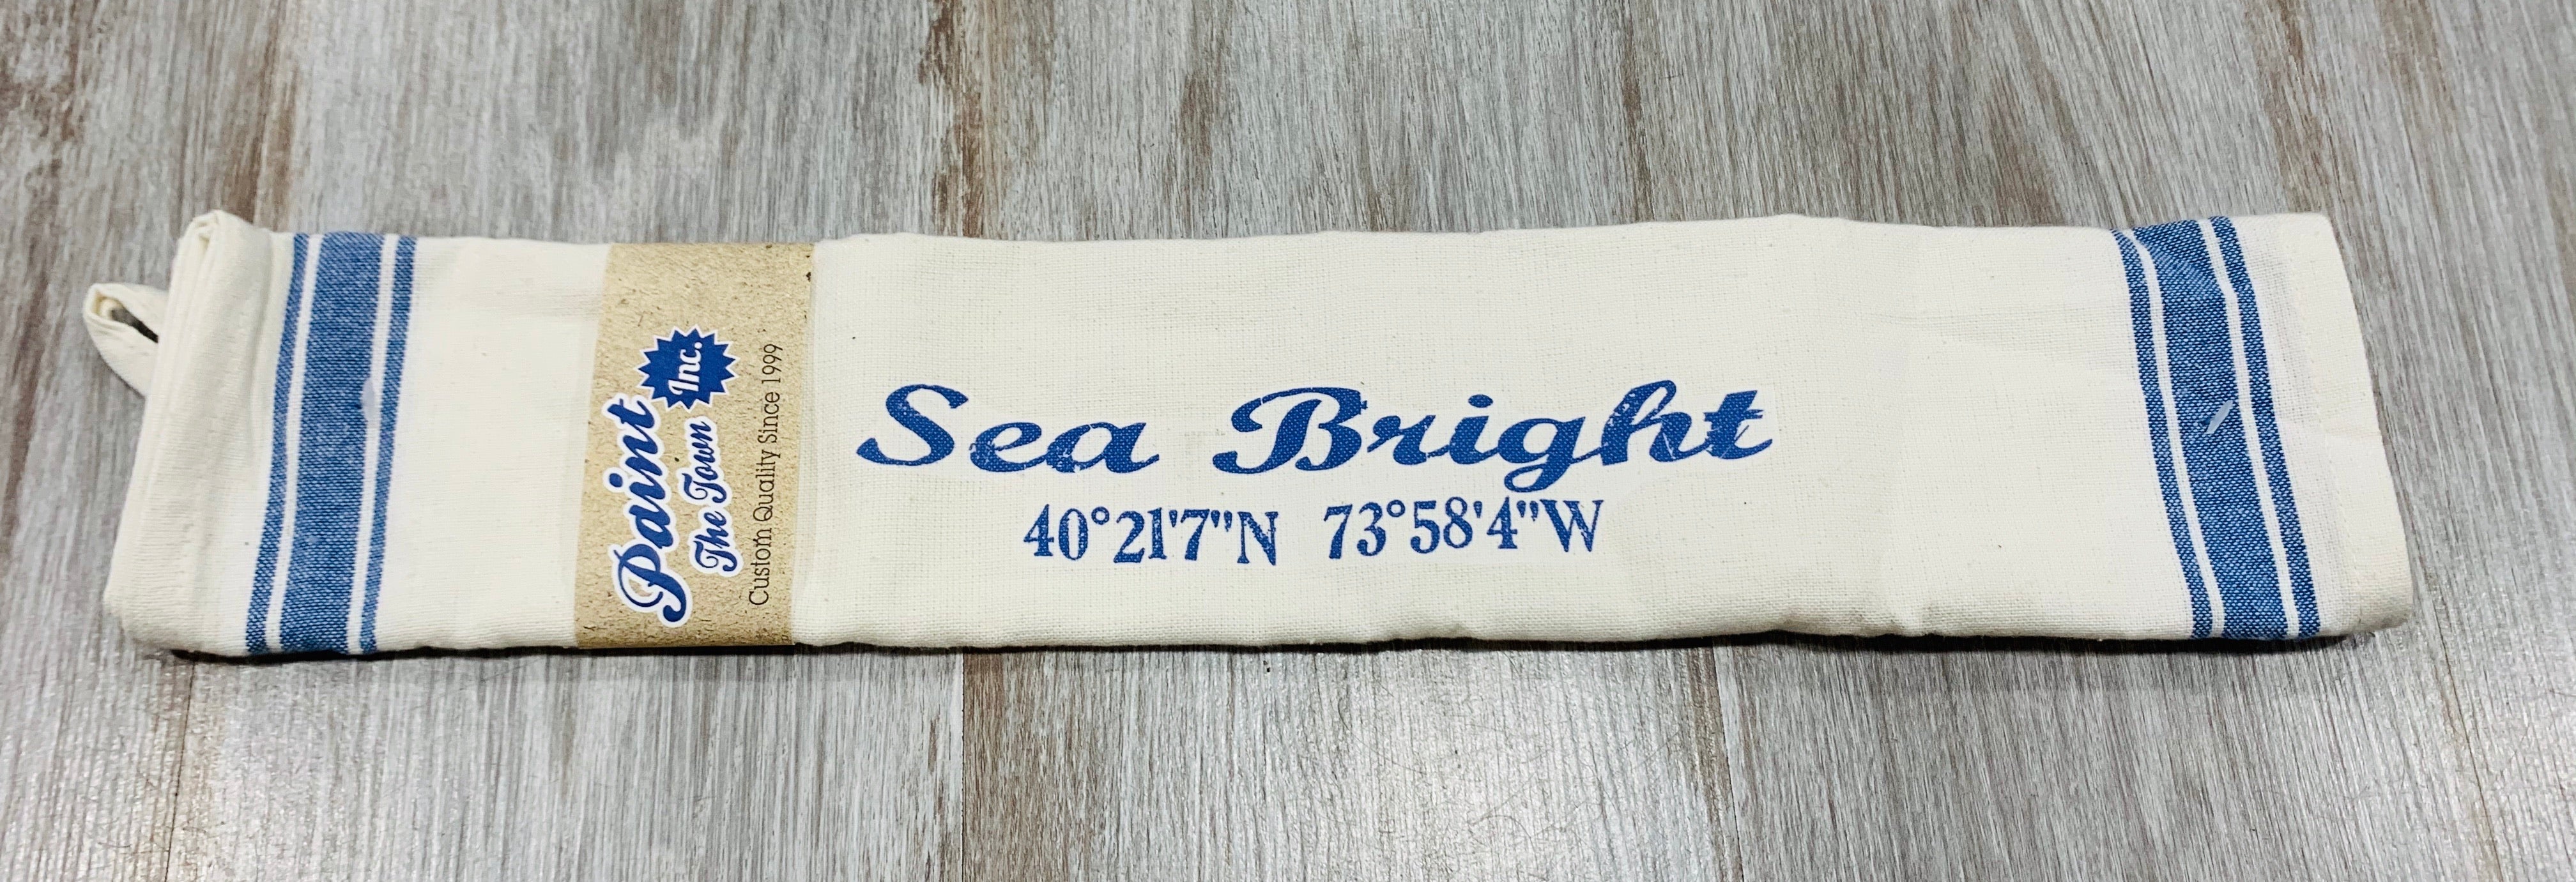 Paint
The Town Inc.
Custom Quality Since 1999
Sea Bright
40°21'7"N 73°58'4"W